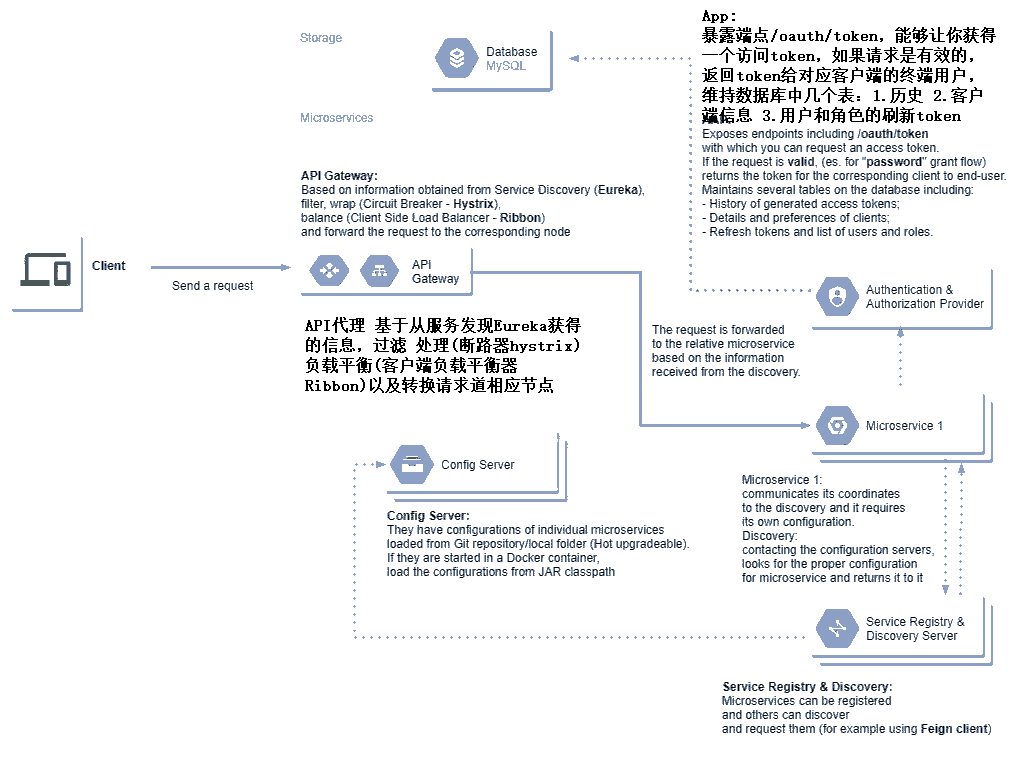 Storage
Database
MySQL
App:
暴露端点/oauth/token，能够让你获得
一个访问token，如果请求是有效的，
返回token给对应客户端的终端用户，
维持数据库中几个表：1.历史 2.客户
端信息 3.用户和角色的刷新token
Exposes endpoints including /oauth/token
with which you can request an access token.
If the request is valid, (es. for "password" grant flow)
returns the token for the corresponding client to end-user.
Maintains several tables on the database including:
- History of generated access tokens;
- Details and preferences of clients;
- Refresh tokens and list of users and roles.
Microservices
API Gateway:
Based on information obtained from Service Discovery (Eureka),
filter, wrap (Circuit Breaker - Hystrix),
balance (Client Side Load Balancer - Ribbon)
and forward the request to the corresponding node
Client
Send a request
API
Gateway
Authentication &
Authorization Provider
API代理 基于从服务发现Eureka获得
的信息，过滤 处理(断路器hystrix)
负载平衡(客户端负载平衡器
Ribbon)以及转换请求道相应节点
The request is forwarded
to the relative microservice
based on the information
received from the discovery.
Microservice 1
Config Server
Config Server:
They have configurations of individual microservices
loaded from Git repository/local folder (Hot upgradeable).
If they are started in a Docker container,
load the configurations from JAR classpath
Microservice 1:
communicates its coordinates
to the discovery and it requires
its own configuration.
Discovery:
contacting the configuration servers,
looks for the proper configuration
for microservice and returns it to it
Service Registry &
Discovery Server
Service Registry & Discovery:
Microservices can be registered
and others can discover
and request them (for example using Feign client)